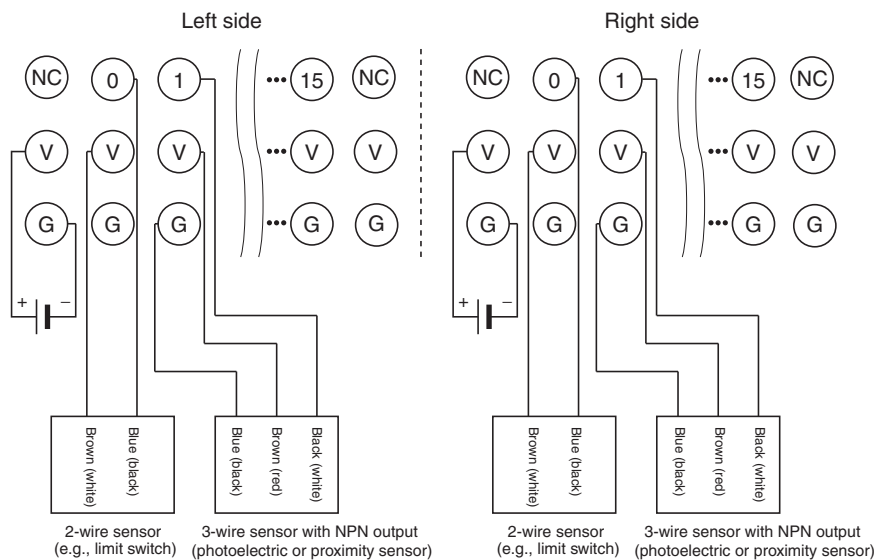 Left side
Right side
NC 0 1 ••• 15 NC
NC 0 1 ••• 15 NC
V V V ••• V V
V V V ••• V V
G G G ••• G G
G G G ••• G G
+ −
+ −
Brown (white)
Blue (black)
Blue (black)
Brown (red)
Black (white)
Brown (white)
Blue (black)
Blue (black)
Brown (red)
Black (white)
2-wire sensor
(e.g., limit switch)
3-wire sensor with NPN output
(photoelectric or proximity sensor)
2-wire sensor
(e.g., limit switch)
3-wire sensor with NPN output
(photoelectric or proximity sensor)